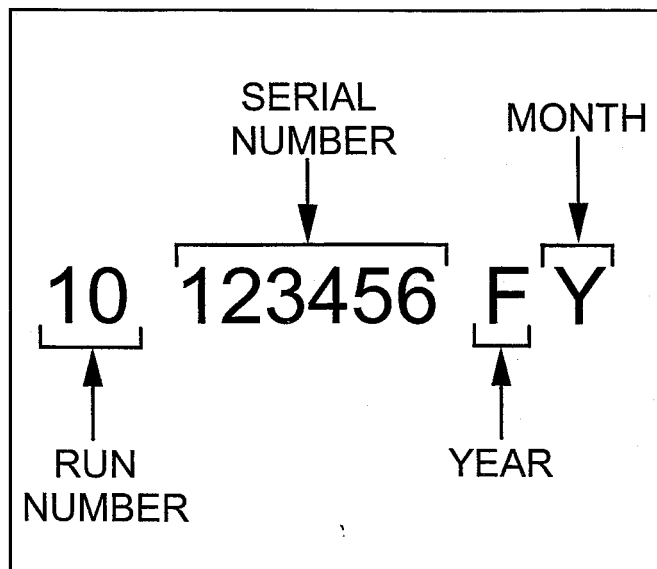 SERIAL
NUMBER
MONTH
10 123456 F Y
RUN
NUMBER
YEAR